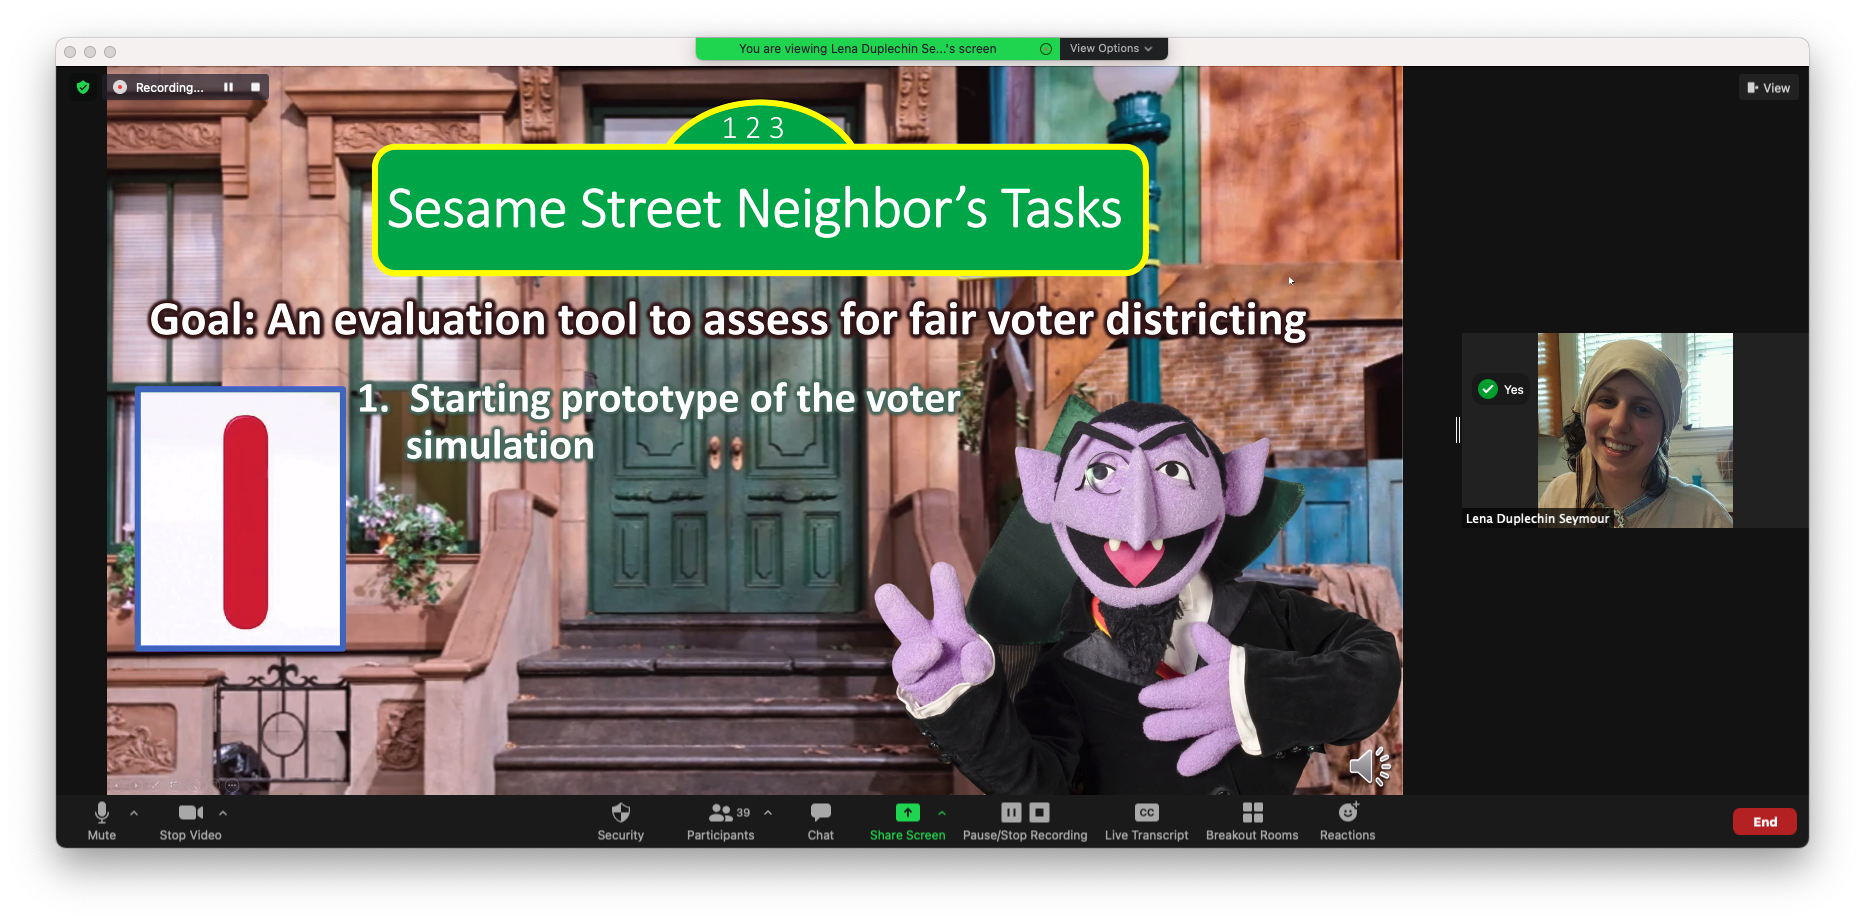 You are viewing Lena Duplechin Se...'s screen
View Options
Recording...
View
1 2 3
Sesame Street Neighbor's Tasks
Goal: An evaluation tool to assess for fair voter districting
1. Starting prototype of the voter
simulation
Yes
Lena Duplechin Seymour
Mute
Stop Video
Security
39
Participants
Chat
Share Screen
Pause/Stop Recording
CC
Live Transcript
Breakout Rooms
Reactions
End